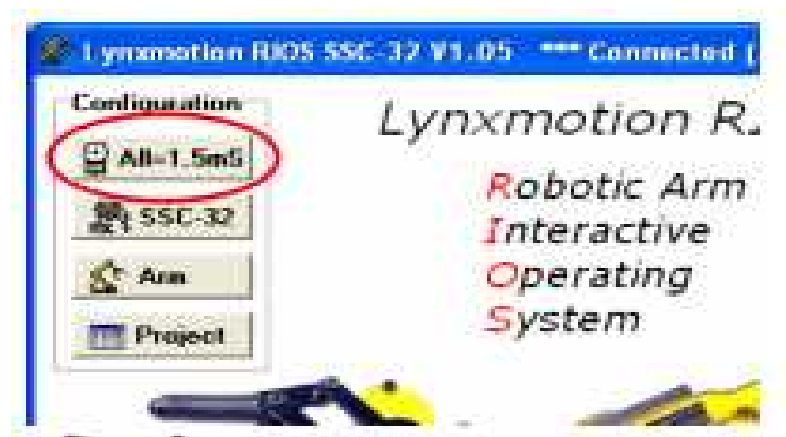 Lynxmotion RIOS SSC-32 V1.05 *** Connected (
Configuration
All=1.5mS
SSC-32
Arm
Project
Lynxmotion R.
Robotic Arm
Interactive
Operating
System